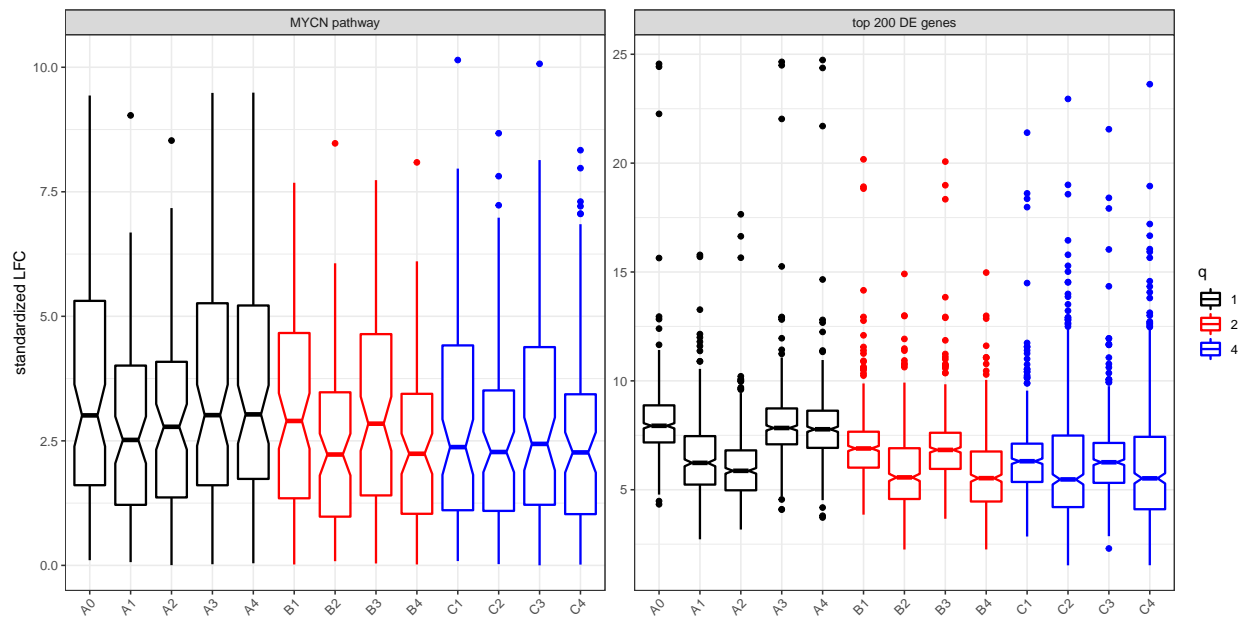 MYCN pathway
top 200 DE genes
standardized LFC
10.0
7.5
5.0
2.5
0.0
25
20
15
10
5
A0 A1 A2 A3 A4 B1 B2 B3 B4 C1 C2 C3 C4
A0 A1 A2 A3 A4 B1 B2 B3 B4 C1 C2 C3 C4
q
1
2
4